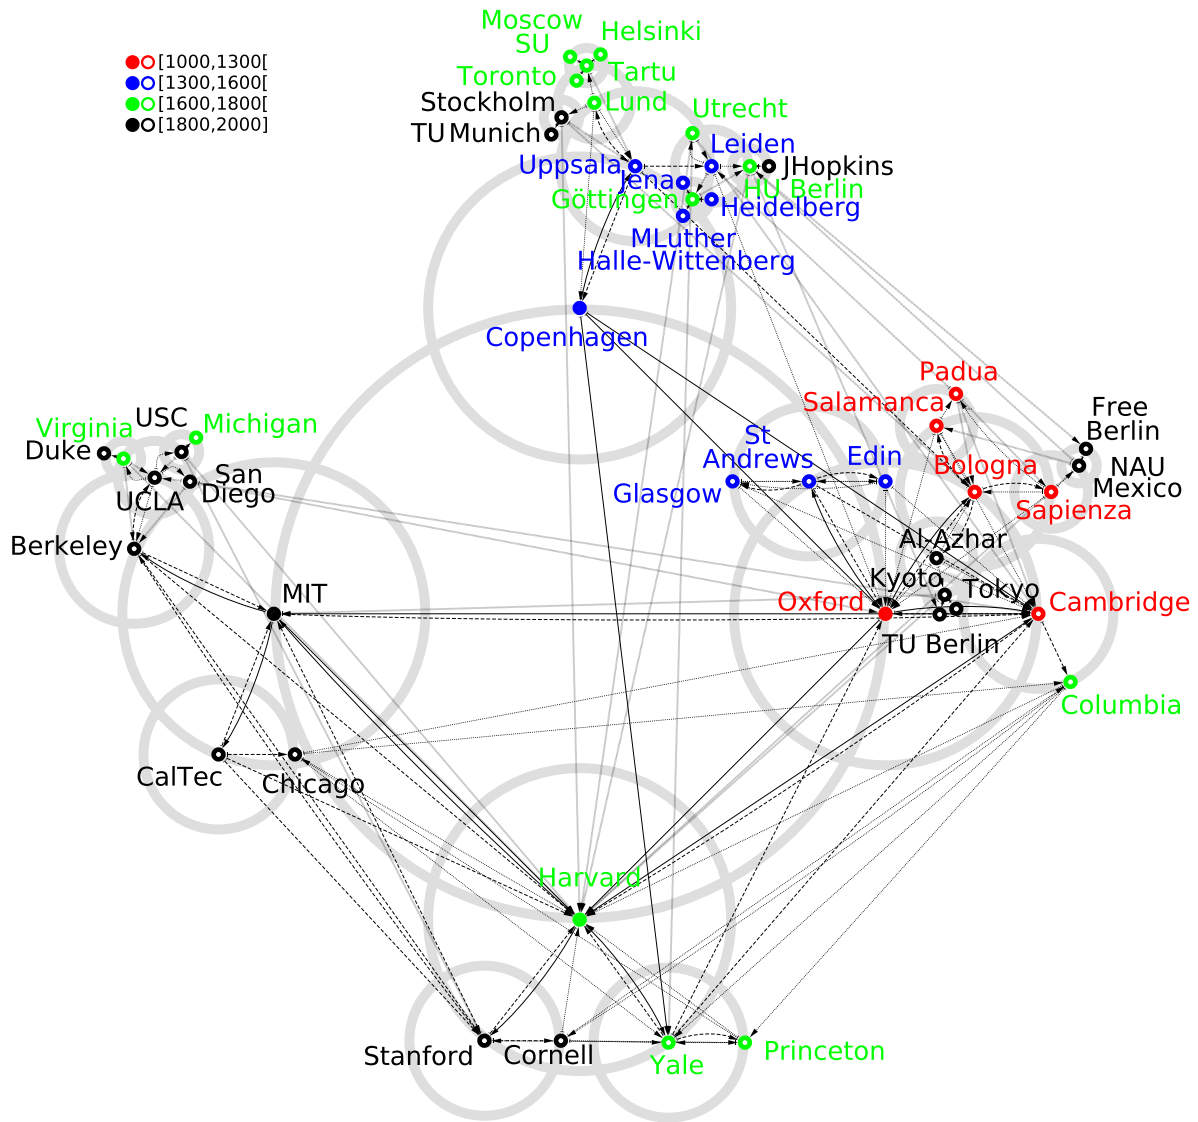 Moscow
SU
Helsinki
[1000,1300[
[1300,1600[
[1600,1800[
[1800,2000]
Toronto
Tartu
Stockholm
Lund
Utrecht
TU Munich
Leiden
Uppsala
JHopkins
Jena
HU Berlin
Göttingen
Heidelberg
MLuther
Halle-Wittenberg
Copenhagen
Padua
Salamanca
Free
Berlin
Virginia
USC
Michigan
Duke
St
Andrews
Edin
Bologna
NAU
Mexico
San
Diego
UCLA
Glasgow
Sapienza
Berkeley
Al-Azhar
Kyoto
Tokyo
MIT
Oxford
Cambridge
TU Berlin
Columbia
CalTec
Chicago
Harvard
Stanford
Cornell
Yale
Princeton